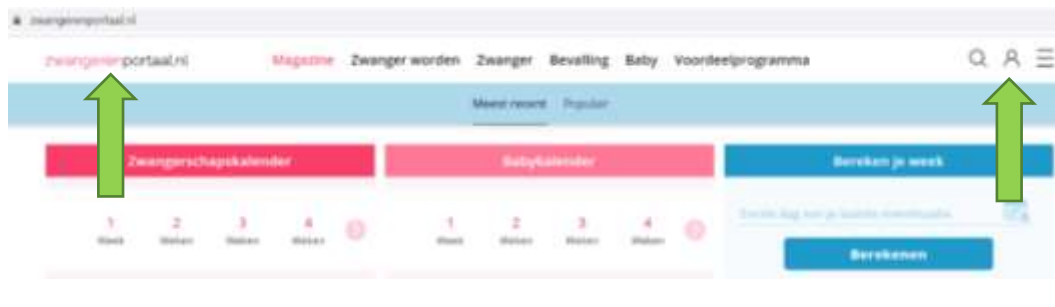 zwangerenportaal.nl
zwangerenportaal.nl Magazine Zwanger worden Zwanger Bevalling Baby Voordeelprogramma
Meest recent Populair
Zwangerschapskalender Babykalender Bereken je week
Eerste dag van je laatste menstruatie
1 2 3 4 1 2 3 4
Week Weken Weken Weken Week Weken Weken Weken
Berekenen